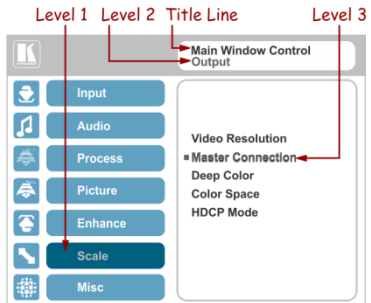 Level 1 Level 2 Title Line Level 3
Main Window Control
Output
Input
Audio
Process
Picture
Enhance
Scale
Misc
Video Resolution
Master Connection
Deep Color
Color Space
HDCP Mode